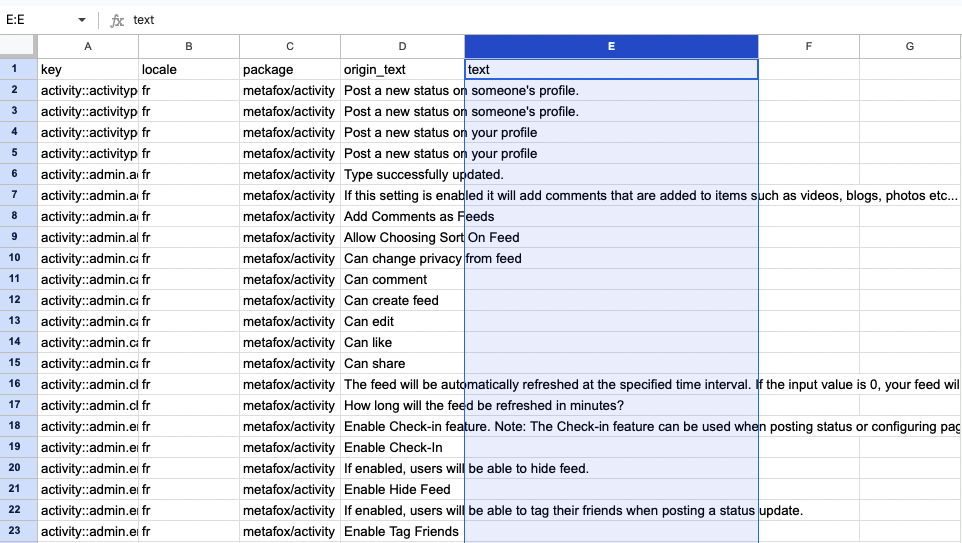 E:E fx text
A B C D E F G
1 key locale package origin_text text
2 activity::activityp fr metafox/activity Post a new status on someone's profile.
3 activity::activityp fr metafox/activity Post a new status on someone's profile.
4 activity::activityp fr metafox/activity Post a new status on your profile
5 activity::activityp fr metafox/activity Post a new status on your profile
6 activity::admin.a fr metafox/activity Type successfully updated.
7 activity::admin.a fr metafox/activity If this setting is enabled it will add comments that are added to items such as videos, blogs, photos etc...
8 activity::admin.a fr metafox/activity Add Comments as Feeds
9 activity::admin.al fr metafox/activity Allow Choosing Sort On Feed
10 activity::admin.ca fr metafox/activity Can change privacy from feed
11 activity::admin.ca fr metafox/activity Can comment
12 activity::admin.ca fr metafox/activity Can create feed
13 activity::admin.ca fr metafox/activity Can edit
14 activity::admin.ca fr metafox/activity Can like
15 activity::admin.ca fr metafox/activity Can share
16 activity::admin.cl fr metafox/activity The feed will be automatically refreshed at the specified time interval. If the input value is 0, your feed wil
17 activity::admin.cl fr metafox/activity How long will the feed be refreshed in minutes?
18 activity::admin.e fr metafox/activity Enable Check-in feature. Note: The Check-in feature can be used when posting status or configuring pag
19 activity::admin.e fr metafox/activity Enable Check-In
20 activity::admin.e fr metafox/activity If enabled, users will be able to hide feed.
21 activity::admin.e fr metafox/activity Enable Hide Feed
22 activity::admin.e fr metafox/activity If enabled, users will be able to tag their friends when posting a status update.
23 activity::admin.e fr metafox/activity Enable Tag Friends